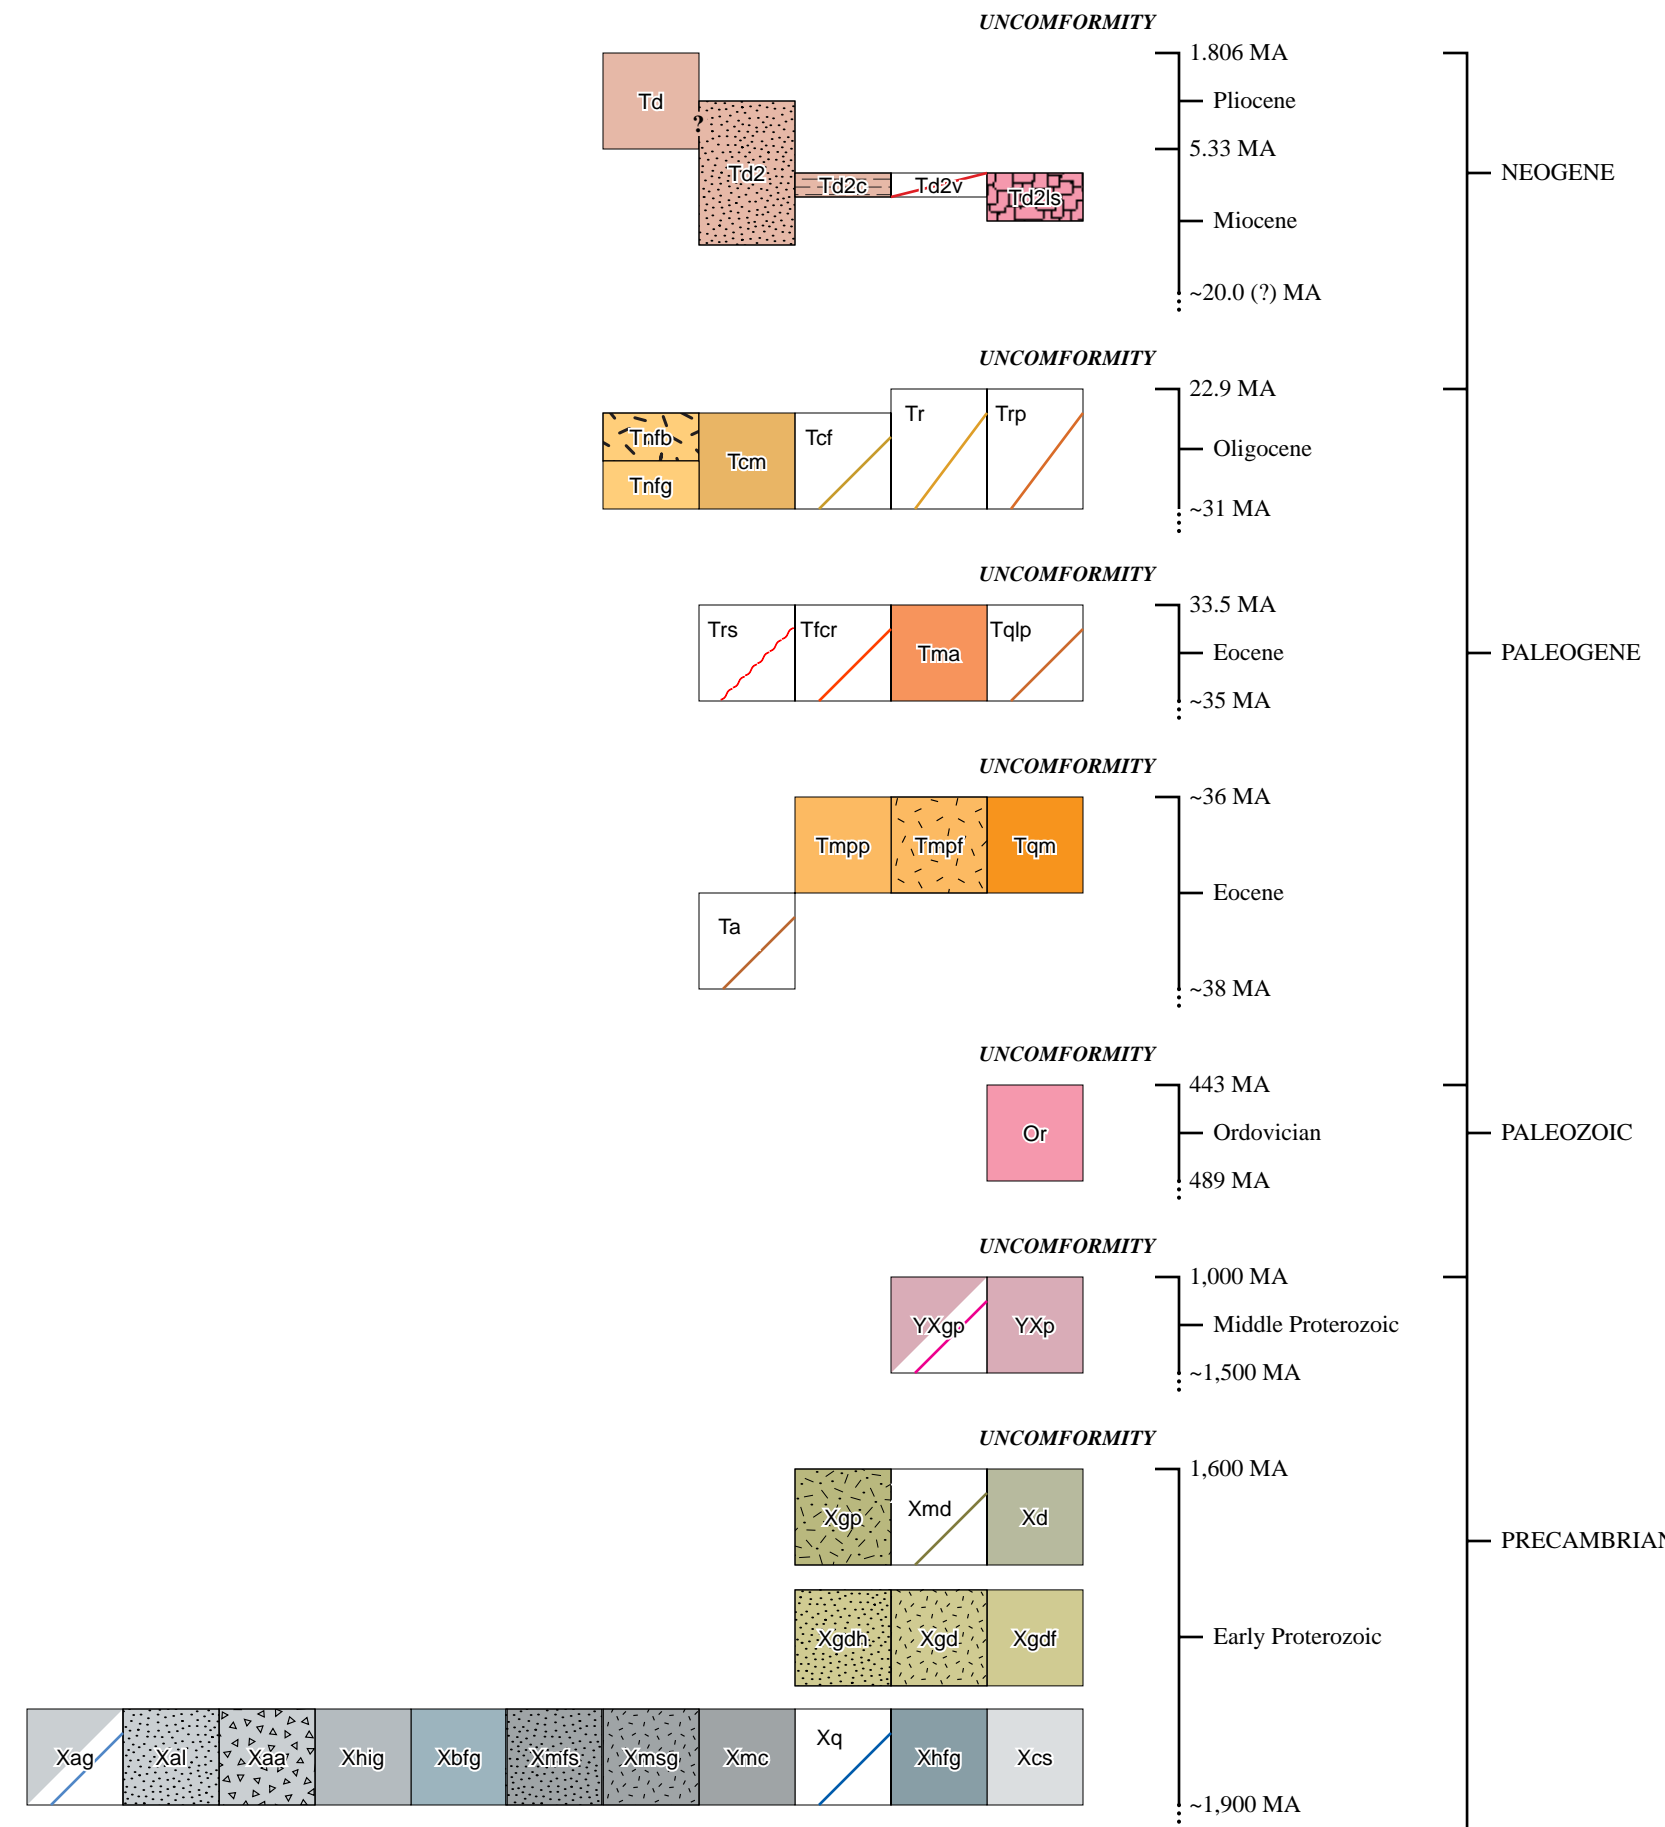 UNCOMFORMITY
1.806 MA
Td
Pliocene
?
5.33 MA
Td2
Td2c
Td2v
Td2ls
NEOGENE
Miocene
~20.0 (?) MA
UNCOMFORMITY
22.9 MA
Tnfb
Tcf
Tr
Trp
Oligocene
Tcm
Tnfg
~31 MA
UNCOMFORMITY
33.5 MA
Trs
Tfcr
Tma
Tqlp
Eocene
PALEOGENE
~35 MA
UNCOMFORMITY
~36 MA
Tmpp
Tmpf
Tqm
Eocene
Ta
~38 MA
UNCOMFORMITY
443 MA
Or
Ordovician
PALEOZOIC
489 MA
UNCOMFORMITY
1,000 MA
YXgp
YXp
Middle Proterozoic
~1,500 MA
UNCOMFORMITY
1,600 MA
Xgp
Xmd
Xd
PRECAMBRIAN
Xgdh
Xgd
Xgdf
Early Proterozoic
Xag
Xal
Xaa
Xhig
Xbfg
Xmfs
Xmsg
Xmc
Xq
Xhfg
Xcs
~1,900 MA